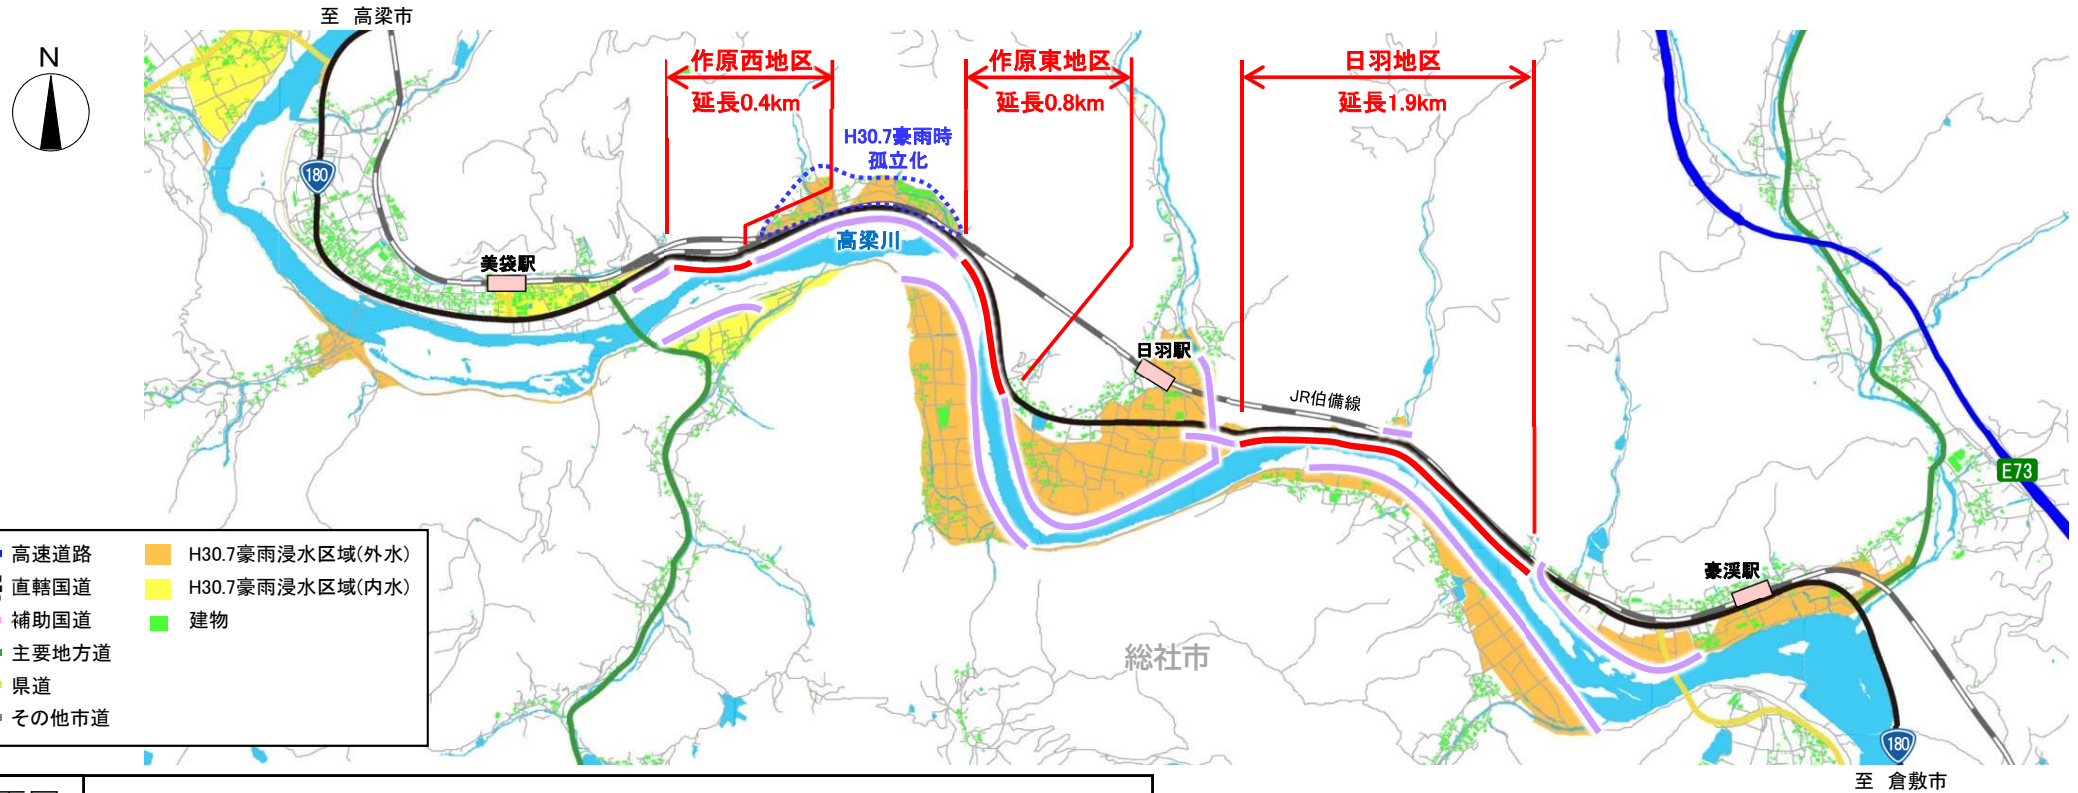 至 高梁市
N
作原西地区
延長0.4km
作原東地区
延長0.8km
日羽地区
延長1.9km
H30.7豪雨時
孤立化
180
高梁川
美袋駅
日羽駅
JR伯備線
E73
高速道路
直轄国道
補助国道
主要地方道
県道
その他市道
H30.7豪雨浸水区域(外水)
H30.7豪雨浸水区域(内水)
建物
総社市
豪渓駅
180
至 倉敷市